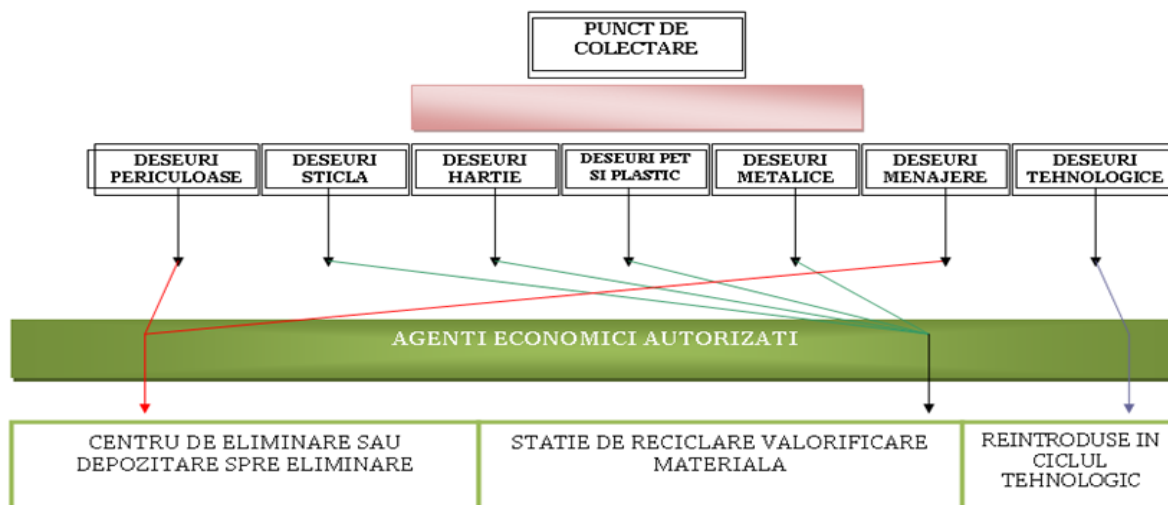 PUNCT DE
COLECTARE
DESEURI
PERICULOASE
DESEURI
STICLA
DESEURI
HARTIE
DESEURI PET
SI PLASTIC
DESEURI
METALICE
DESEURI
MENAJERE
DESEURI
TEHNOLOGICE
AGENTI ECONOMICI AUTORIZATI
CENTRU DE ELIMINARE SAU
DEPOZITARE SPRE ELIMINARE
STATIE DE RECICLARE VALORIFICARE
MATERIALA
REINTRODUSE IN
CICLUL
TEHNOLOGIC